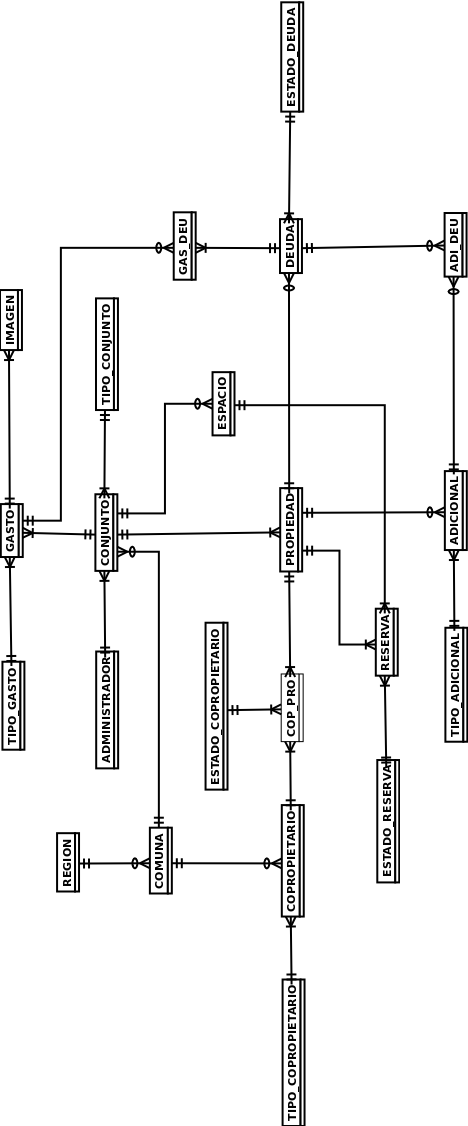 ESTADO_DEUDA
GAS_DEU
DEUDA
ADI_DEU
IMAGEN
TIPO_CONJUNTO
ESPACIO
GASTO
CONJUNTO
PROPIEDAD
ADICIONAL
TIPO_GASTO
ADMINISTRADOR
ESTADO_COPROPIETARIO
COP_PRO
RESERVA
TIPO_ADICIONAL
REGION
COMUNA
COPROPIETARIO
ESTADO_RESERVA
TIPO_COPROPIETARIO